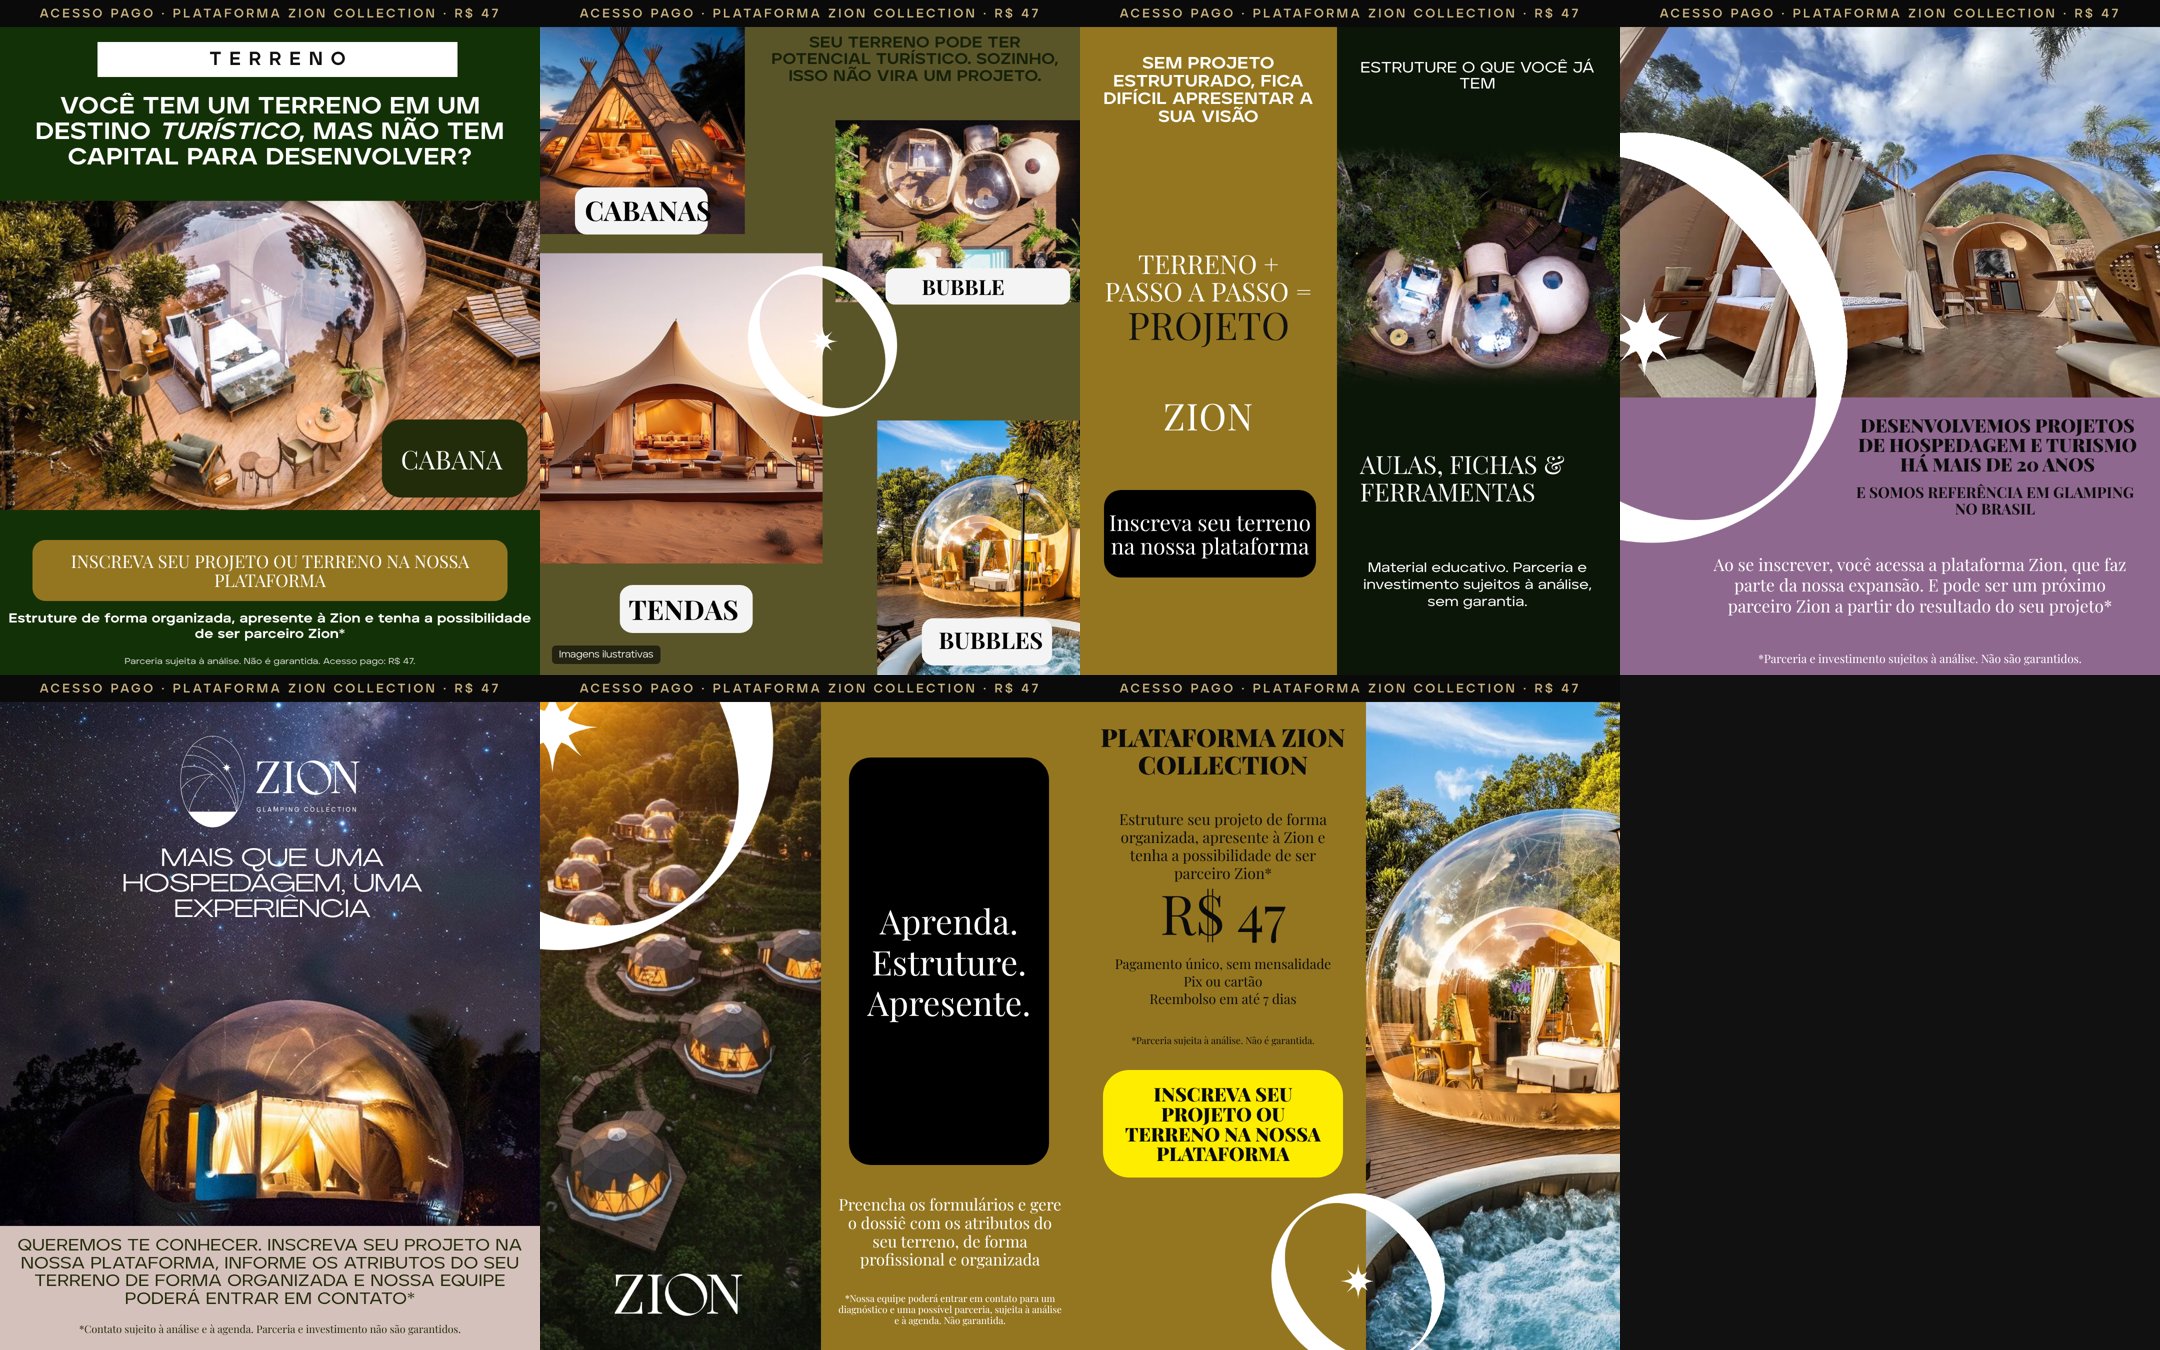 ACESSO PAGO · PLATAFORMA ZION COLLECTION · R$ 47
TERRENO
VOCÊ TEM UM TERRENO EM UM
DESTINO TURÍSTICO, MAS NÃO TEM
CAPITAL PARA DESENVOLVER?
CABANA
INSCREVA SEU PROJETO OU TERRENO NA NOSSA
PLATAFORMA
Estruture de forma organizada, apresente à Zion e tenha a possibilidade
de ser parceiro Zion*
Parceria sujeita à análise. Não é garantida. Acesso pago: R$ 47.
ACESSO PAGO · PLATAFORMA ZION COLLECTION · R$ 47
SEU TERRENO PODE TER
POTENCIAL TURÍSTICO. SOZINHO,
ISSO NÃO VIRA UM PROJETO.
CABANAS
BUBBLE
TENDAS
BUBBLES
Imagens ilustrativas
ACESSO PAGO · PLATAFORMA ZION COLLECTION · R$ 47
SEM PROJETO
ESTRUTURADO, FICA
DIFÍCIL APRESENTAR A
SUA VISÃO
TERRENO +
PASSO A PASSO =
PROJETO
ZION
Inscreva seu terreno
na nossa plataforma
ESTRUTURE O QUE VOCÊ JÁ
TEM
AULAS, FICHAS &
FERRAMENTAS
Material educativo. Parceria e
investimento sujeitos à análise,
sem garantia.
ACESSO PAGO · PLATAFORMA ZION COLLECTION · R$ 47
DESENVOLVEMOS PROJETOS
DE HOSPEDAGEM E TURISMO
HÁ MAIS DE 20 ANOS
E SOMOS REFERÊNCIA EM GLAMPING
NO BRASIL
Ao se inscrever, você acessa a plataforma Zion, que faz
parte da nossa expansão. E pode ser um próximo
parceiro Zion a partir do resultado do seu projeto*
*Parceria e investimento sujeitos à análise. Não são garantidos.
ACESSO PAGO · PLATAFORMA ZION COLLECTION · R$ 47
ZION
GLAMPING COLLECTION
MAIS QUE UMA
HOSPEDAGEM, UMA
EXPERIÊNCIA
QUEREMOS TE CONHECER. INSCREVA SEU PROJETO NA
NOSSA PLATAFORMA, INFORME OS ATRIBUTOS DO SEU
TERRENO DE FORMA ORGANIZADA E NOSSA EQUIPE
PODERÁ ENTRAR EM CONTATO*
*Contato sujeito à análise e à agenda. Parceria e investimento não são garantidos.
ACESSO PAGO · PLATAFORMA ZION COLLECTION · R$ 47
ZION
Aprenda.
Estruture.
Apresente.
Preencha os formulários e gere
o dossiê com os atributos do
seu terreno, de forma
profissional e organizada
*Nossa equipe poderá entrar em contato para um
diagnóstico e uma possível parceria, sujeita à análise
e à agenda. Não garantida.
ACESSO PAGO · PLATAFORMA ZION COLLECTION · R$ 47
PLATAFORMA ZION
COLLECTION
Estruture seu projeto de forma
organizada, apresente à Zion e
tenha a possibilidade de ser
parceiro Zion*
R$ 47
Pagamento único, sem mensalidade
Pix ou cartão
Reembolso em até 7 dias
*Parceria sujeita à análise. Não é garantida.
INSCREVA SEU
PROJETO OU
TERRENO NA NOSSA
PLATAFORMA